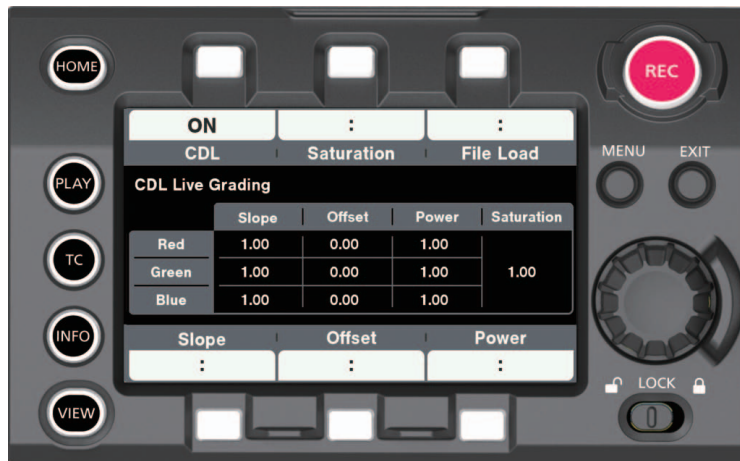 HOME
REC
ON : :
CDL Saturation File Load
MENU EXIT
PLAY
CDL Live Grading
Slope Offset Power Saturation
Red 1.00 0.00 1.00
TC
Green 1.00 0.00 1.00 1.00
Blue 1.00 0.00 1.00
INFO
Slope Offset Power
: : :
LOCK
VIEW